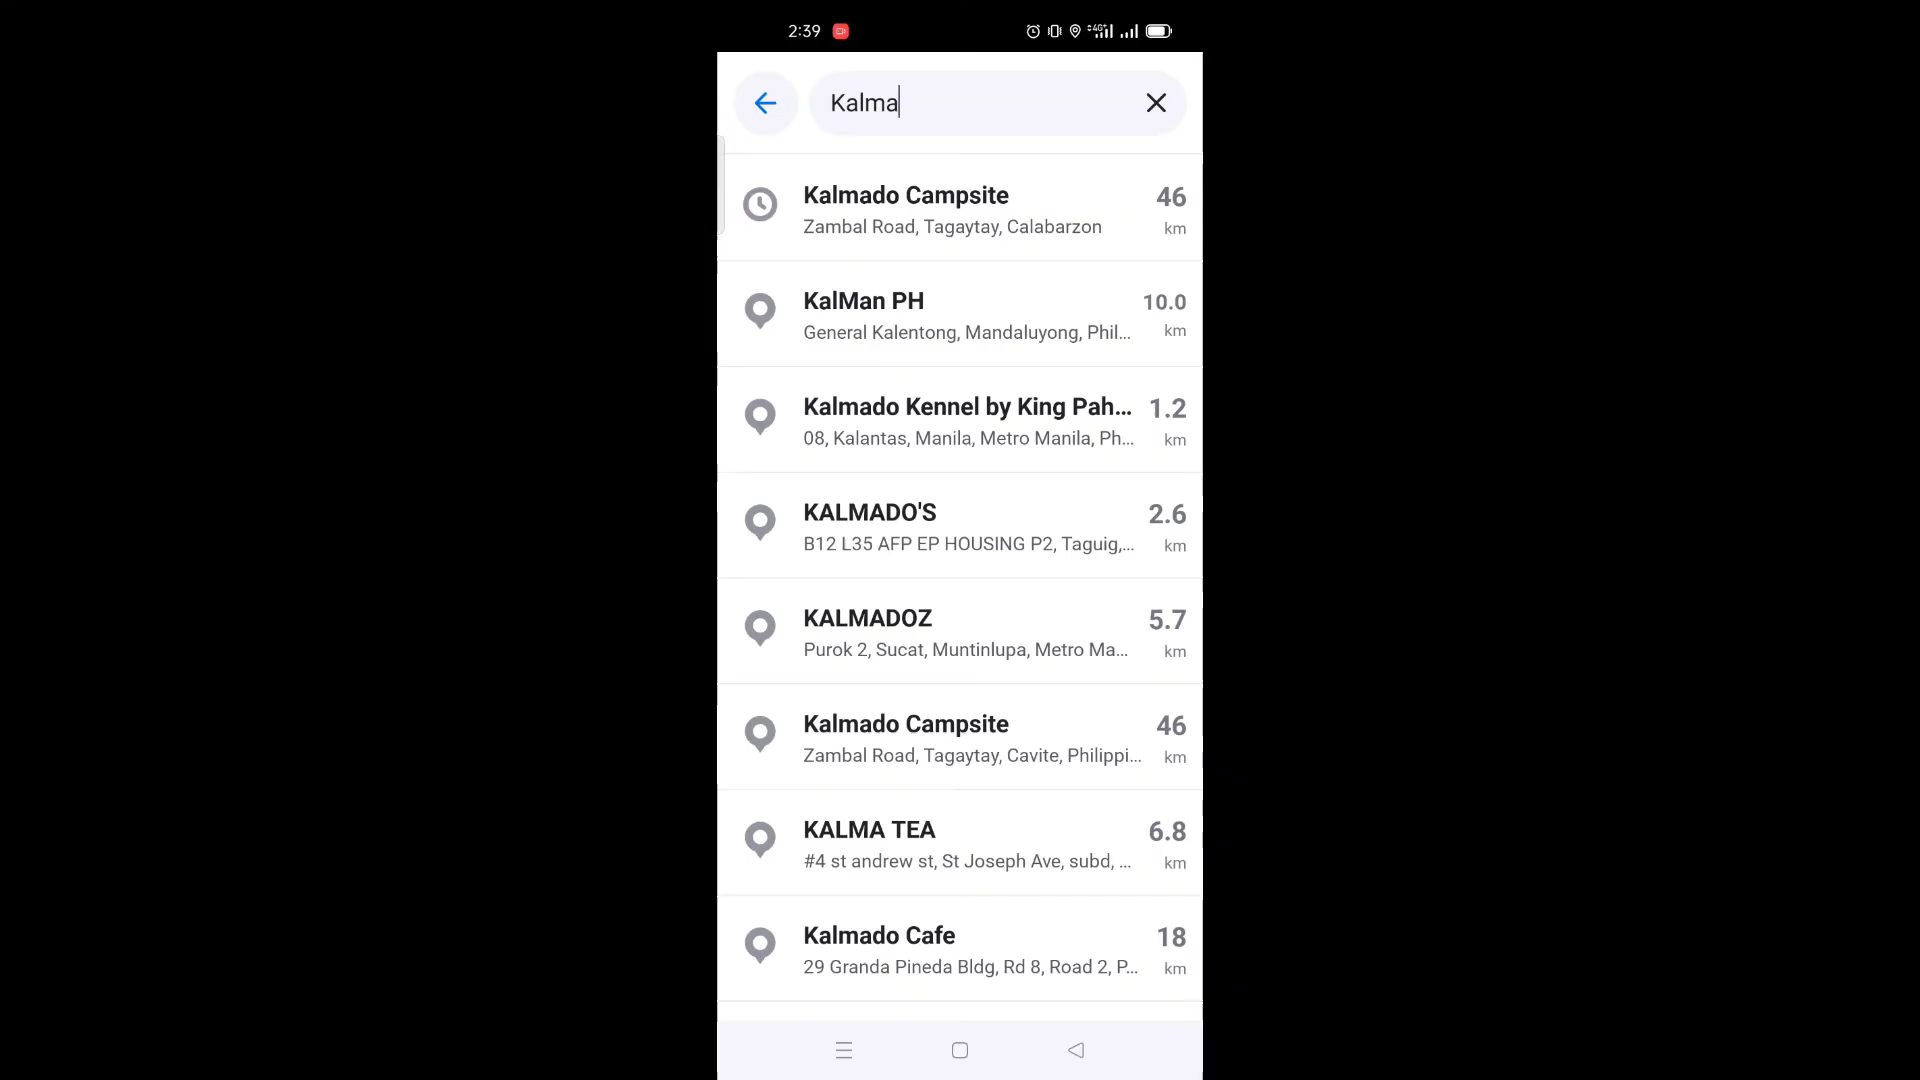 2:39
4G+
Kalma
Kalmado Campsite
46
Zambal Road, Tagaytay, Calabarzon
km
KalMan PH
10.0
General Kalentong, Mandaluyong, Phil...
km
Kalmado Kennel by King Pah...
1.2
08, Kalantas, Manila, Metro Manila, Ph...
km
KALMADO'S
2.6
B12 L35 AFP EP HOUSING P2, Taguig,...
km
KALMADOZ
5.7
Purok 2, Sucat, Muntinlupa, Metro Ma...
km
Kalmado Campsite
46
Zambal Road, Tagaytay, Cavite, Philippi...
km
KALMA TEA
6.8
#4 st andrew st, St Joseph Ave, subd, ...
km
Kalmado Cafe
18
29 Granda Pineda Bldg, Rd 8, Road 2, P...
km